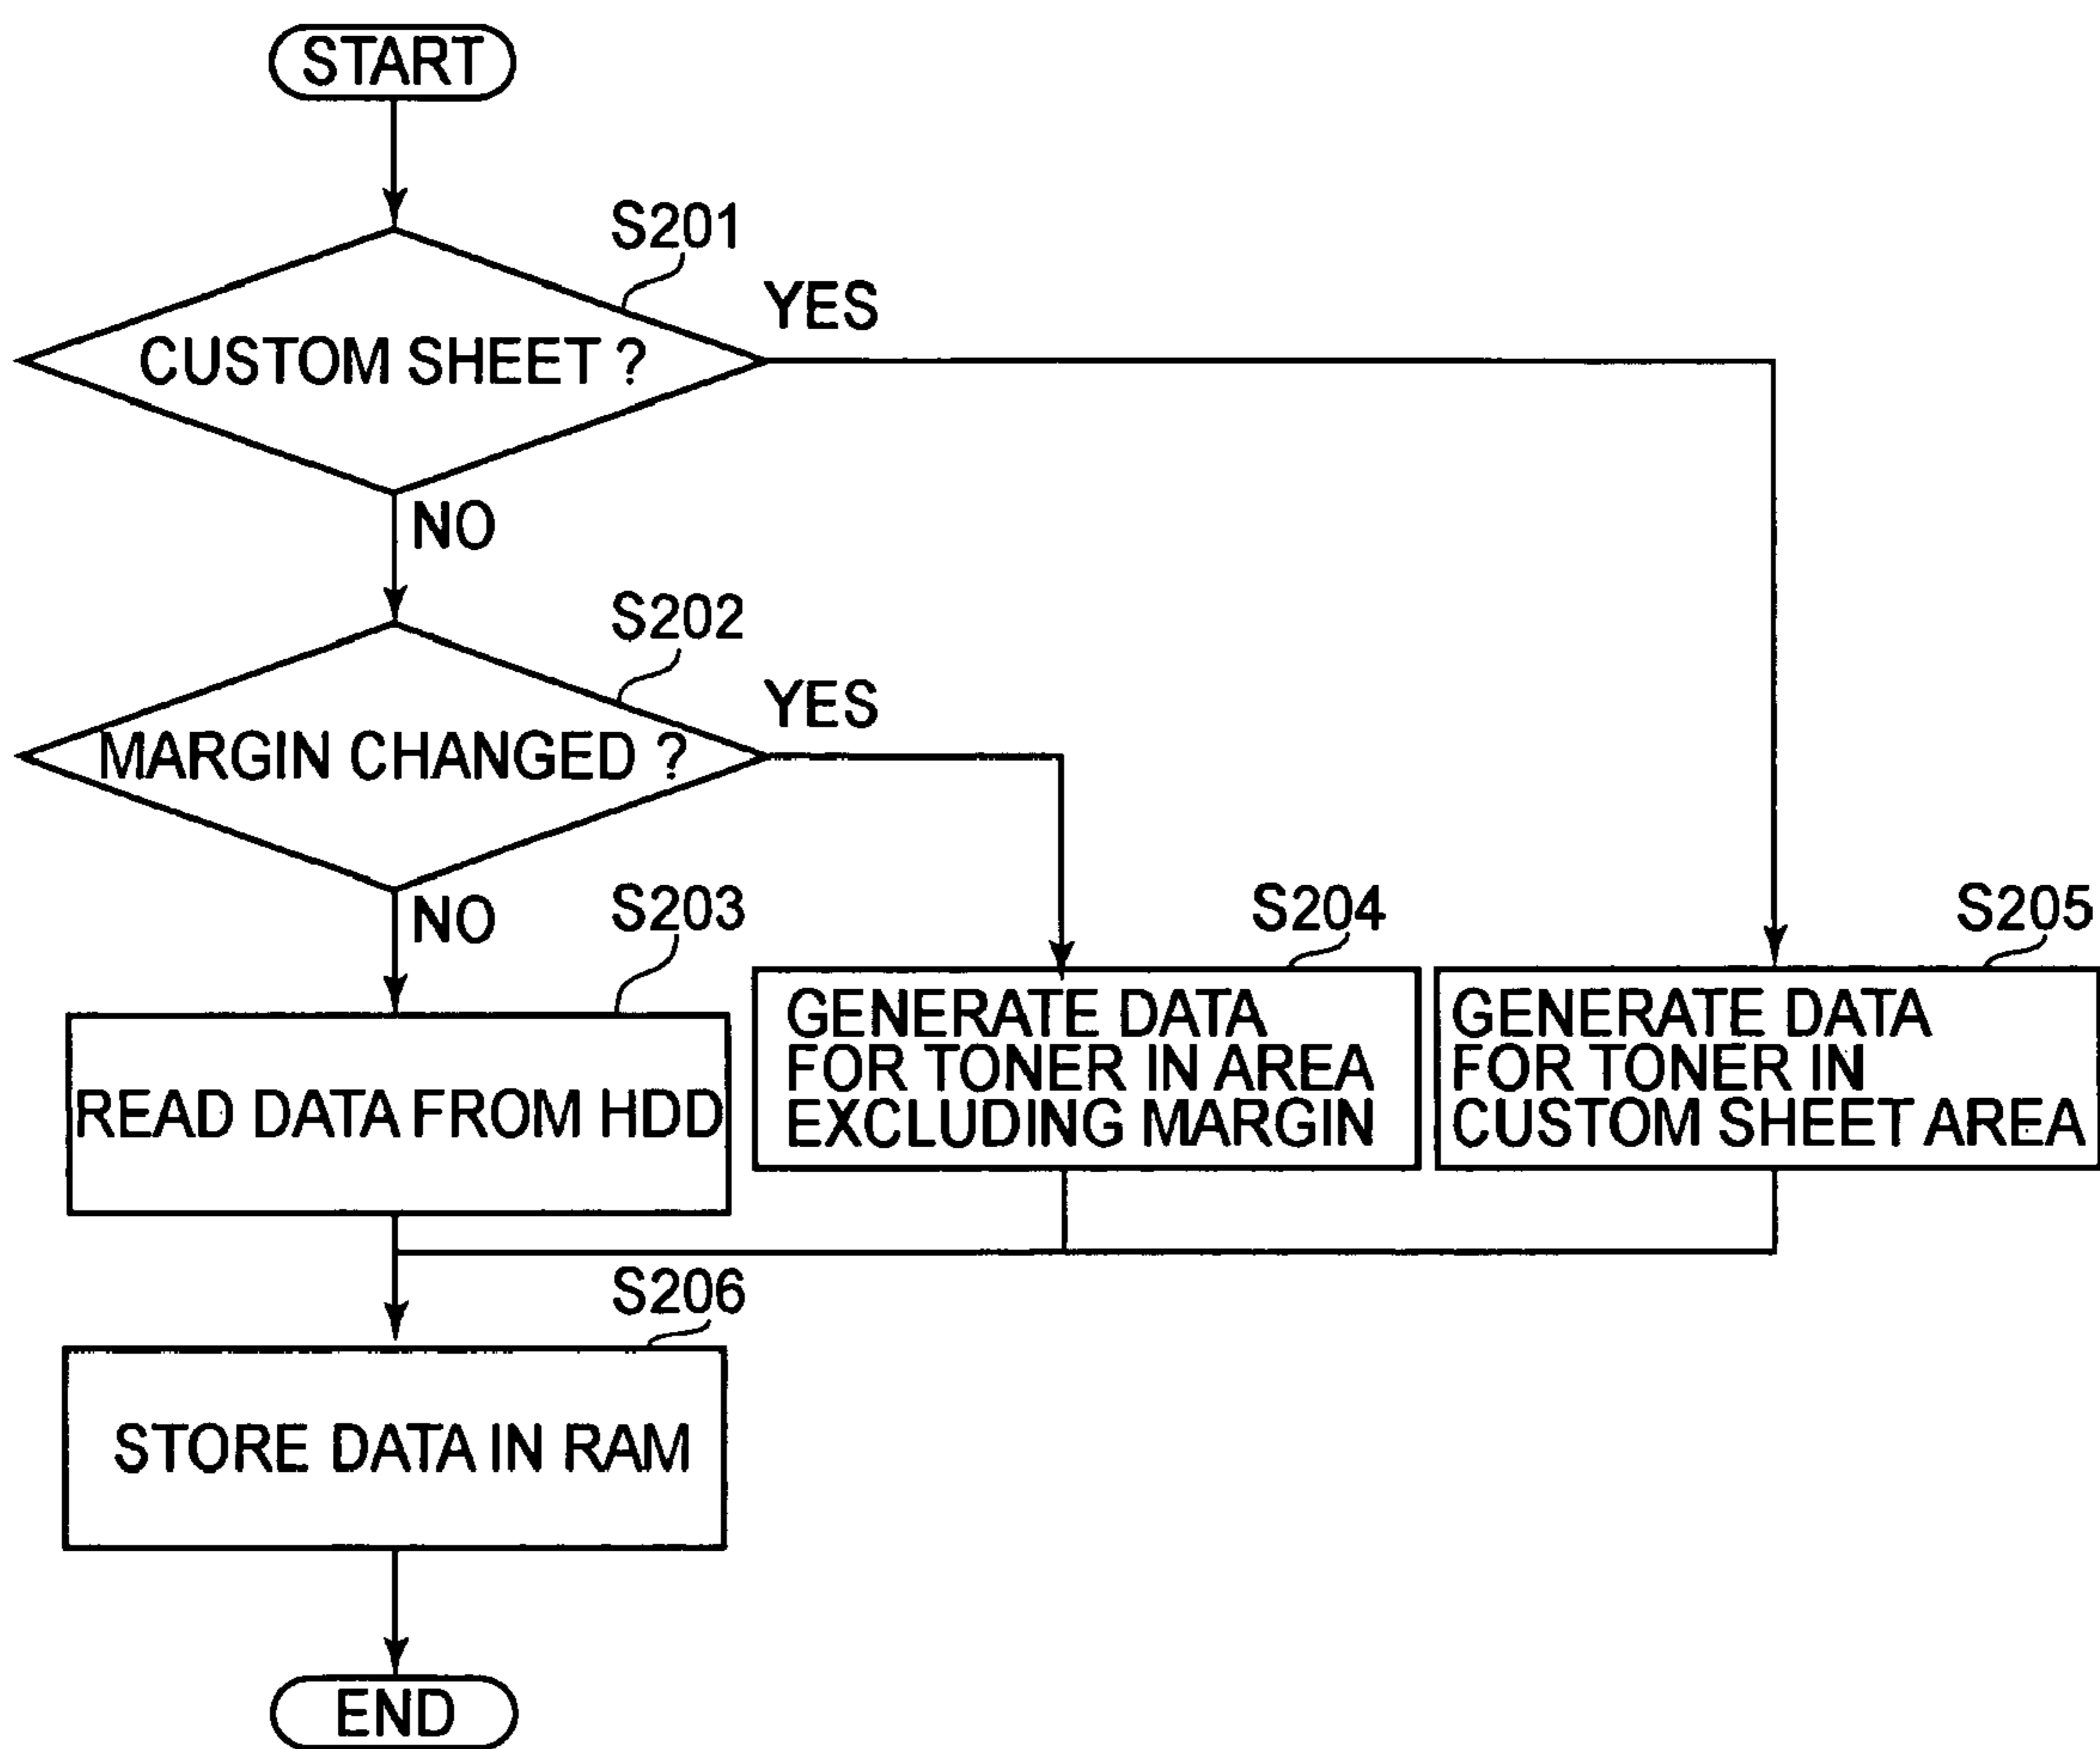 START
S201
CUSTOM SHEET ?
YES
NO
S202
MARGIN CHANGED ?
YES
NO
S203
READ DATA FROM HDD
S204
GENERATE DATA
FOR TONER IN AREA
EXCLUDING MARGIN
S205
GENERATE DATA
FOR TONER IN
CUSTOM SHEET AREA
S206
STORE DATA IN RAM
END